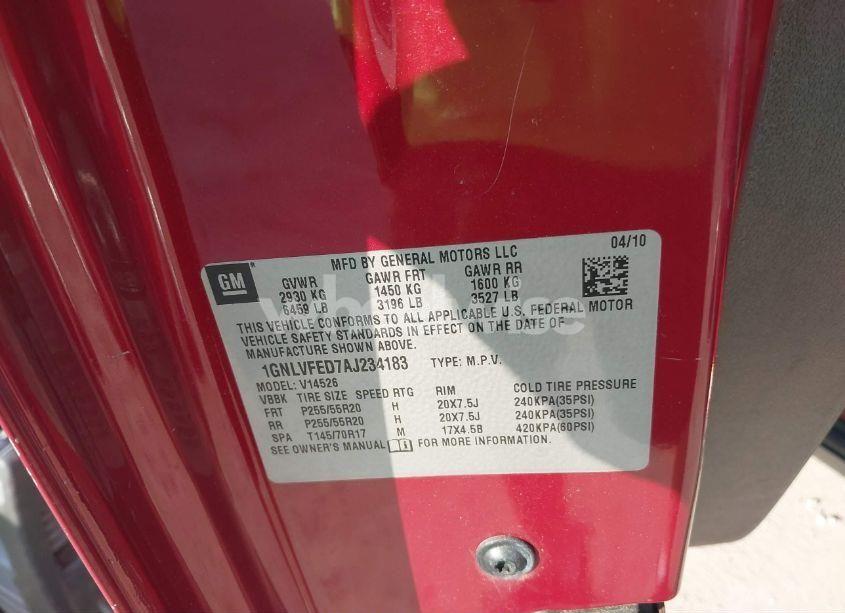 GM
MFD BY GENERAL MOTORS LLC 04/10
GVWR GAWR FRT GAWR RR
2930 KG 1450 KG 1600 KG
6459 LB 3196 LB 3527 LB
THIS VEHICLE CONFORMS TO ALL APPLICABLE U.S. FEDERAL MOTOR
VEHICLE SAFETY STANDARDS IN EFFECT ON THE DATE OF
MANUFACTURE SHOWN ABOVE.
1GNLVFED7AJ234183 TYPE: M.P.V.
MODEL: V14526
VBBK TIRE SIZE SPEED RTG RIM COLD TIRE PRESSURE
FRT P255/55R20 H 20X7.5J 240KPA(35PSI)
RR P255/55R20 H 20X7.5J 240KPA(35PSI)
SPA T145/70R17 M 17X4.5B 420KPA(60PSI)
SEE OWNER'S MANUAL FOR MORE INFORMATION.